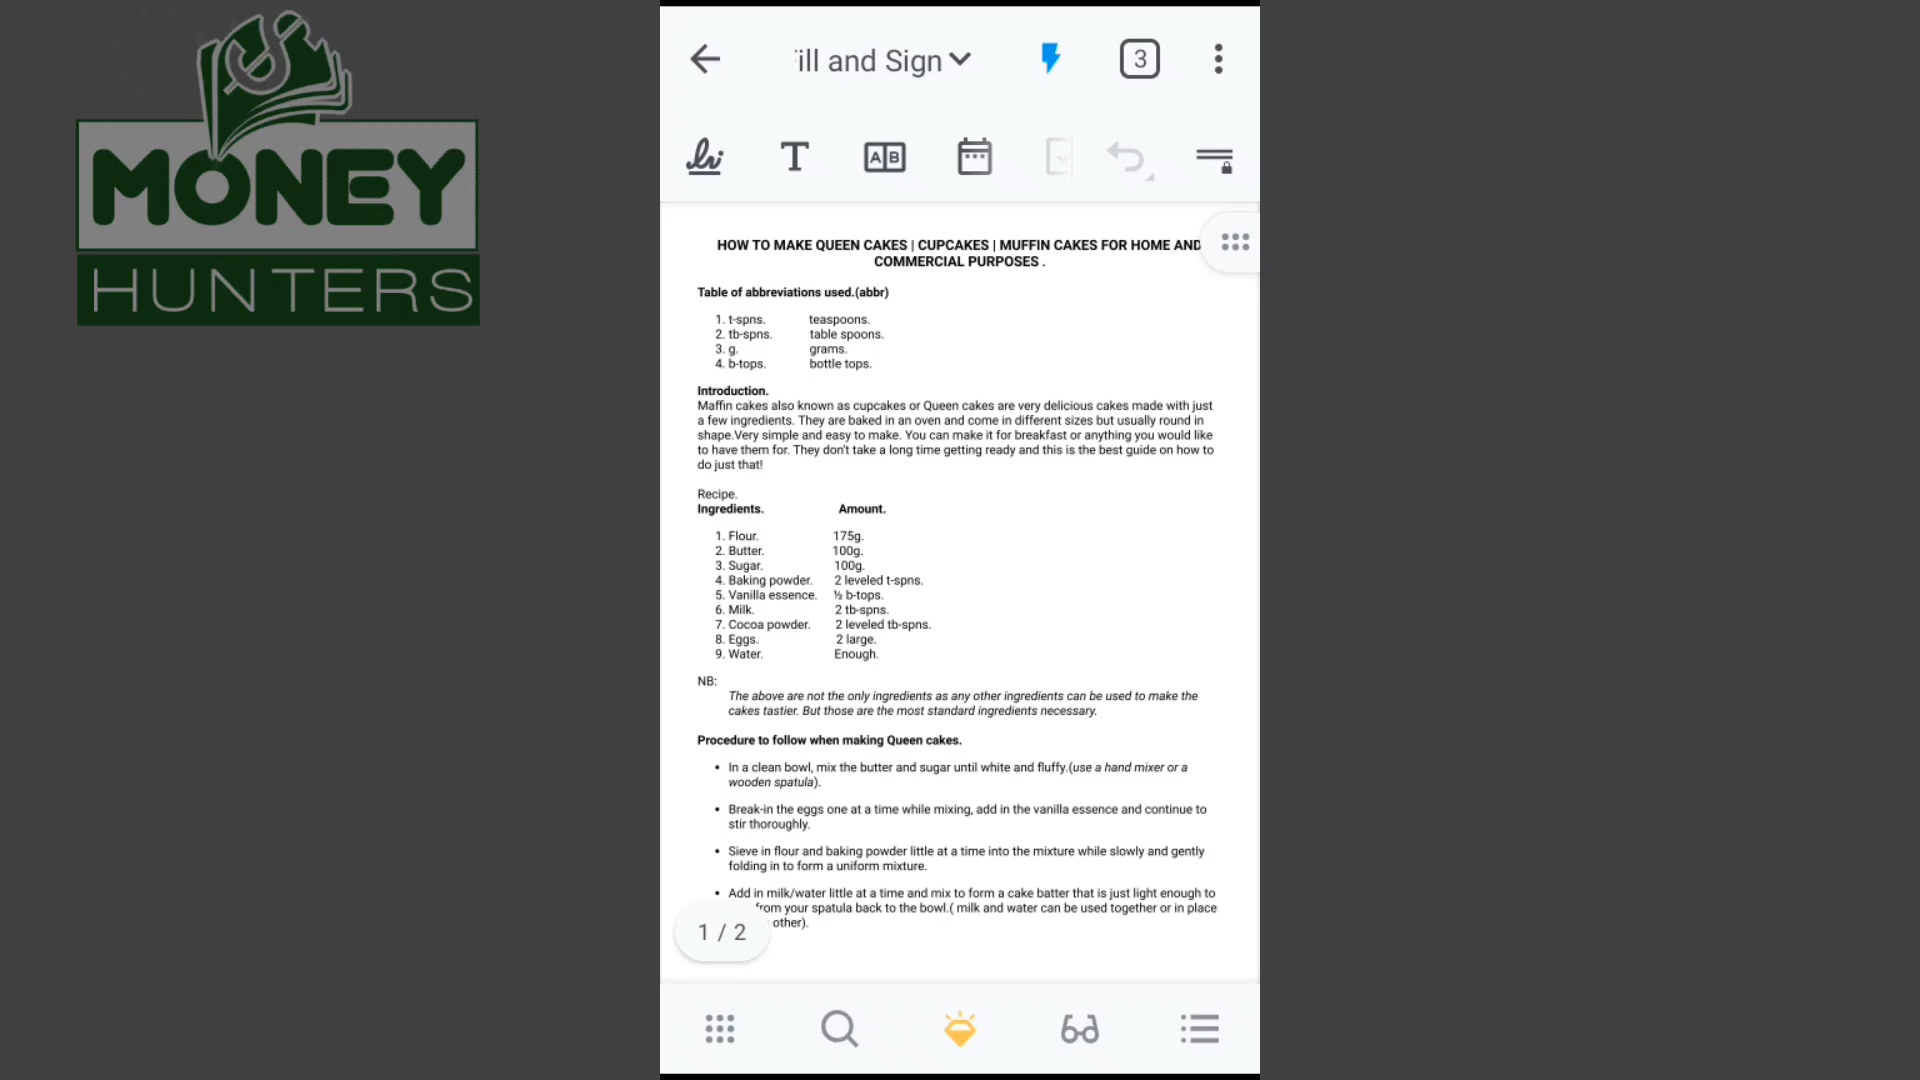 MONEY
HUNTERS
ill and Sign
3
T
A B
HOW TO MAKE QUEEN CAKES | CUPCAKES | MUFFIN CAKES FOR HOME AND
COMMERCIAL PURPOSES .
Table of abbreviations used.(abbr)
1. t-spns. teaspoons.
2. tb-spns. table spoons.
3. g. grams.
4. b-tops. bottle tops.
Introduction.
Maffin cakes also known as cupcakes or Queen cakes are very delicious cakes made with just
a few ingredients. They are baked in an oven and come in different sizes but usually round in
shape.Very simple and easy to make. You can make it for breakfast or anything you would like
to have them for. They don't take a long time getting ready and this is the best guide on how to
do just that!
Recipe.
Ingredients. Amount.
1. Flour. 175g.
2. Butter. 100g.
3. Sugar. 100g.
4. Baking powder. 2 leveled t-spns.
5. Vanilla essence. ½ b-tops.
6. Milk. 2 tb-spns.
7. Cocoa powder. 2 leveled tb-spns.
8. Eggs. 2 large.
9. Water. Enough.
NB:
The above are not the only ingredients as any other ingredients can be used to make the
cakes tastier. But those are the most standard ingredients necessary.
Procedure to follow when making Queen cakes.
• In a clean bowl, mix the butter and sugar until white and fluffy.(use a hand mixer or a
wooden spatula).
• Break-in the eggs one at a time while mixing, add in the vanilla essence and continue to
stir thoroughly.
• Sieve in flour and baking powder little at a time into the mixture while slowly and gently
folding in to form a uniform mixture.
• Add in milk/water little at a time and mix to form a cake batter that is just light enough to
from your spatula back to the bowl.( milk and water can be used together or in place
other).
1 / 2